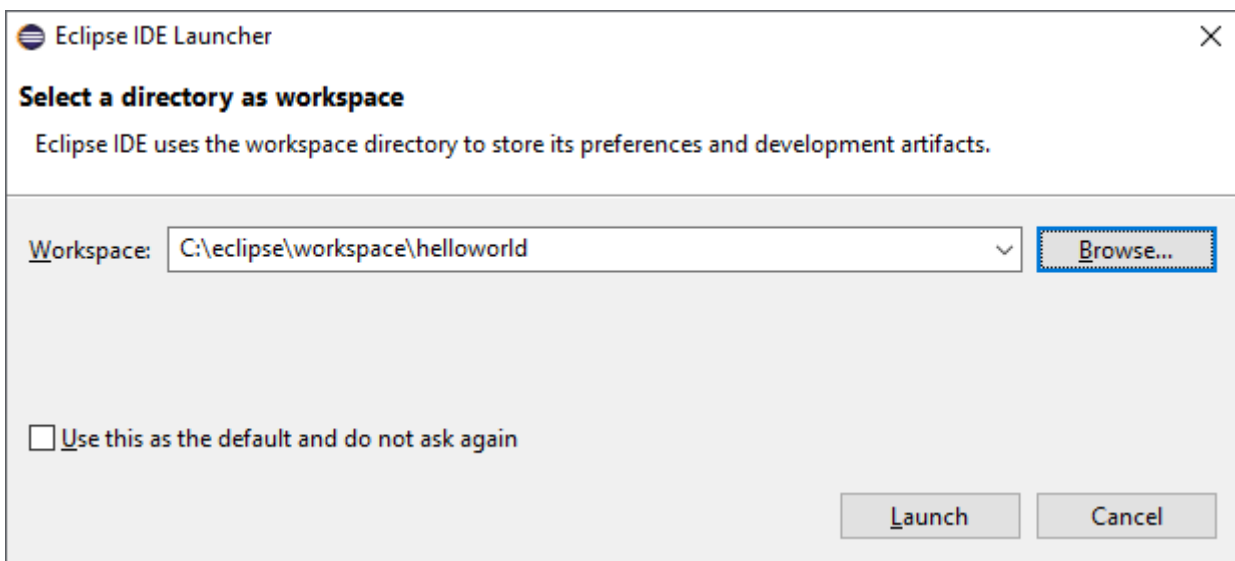 Eclipse IDE Launcher
Select a directory as workspace
Eclipse IDE uses the workspace directory to store its preferences and development artifacts.
Workspace: C:\eclipse\workspace\helloworld Browse...
Use this as the default and do not ask again
Launch Cancel